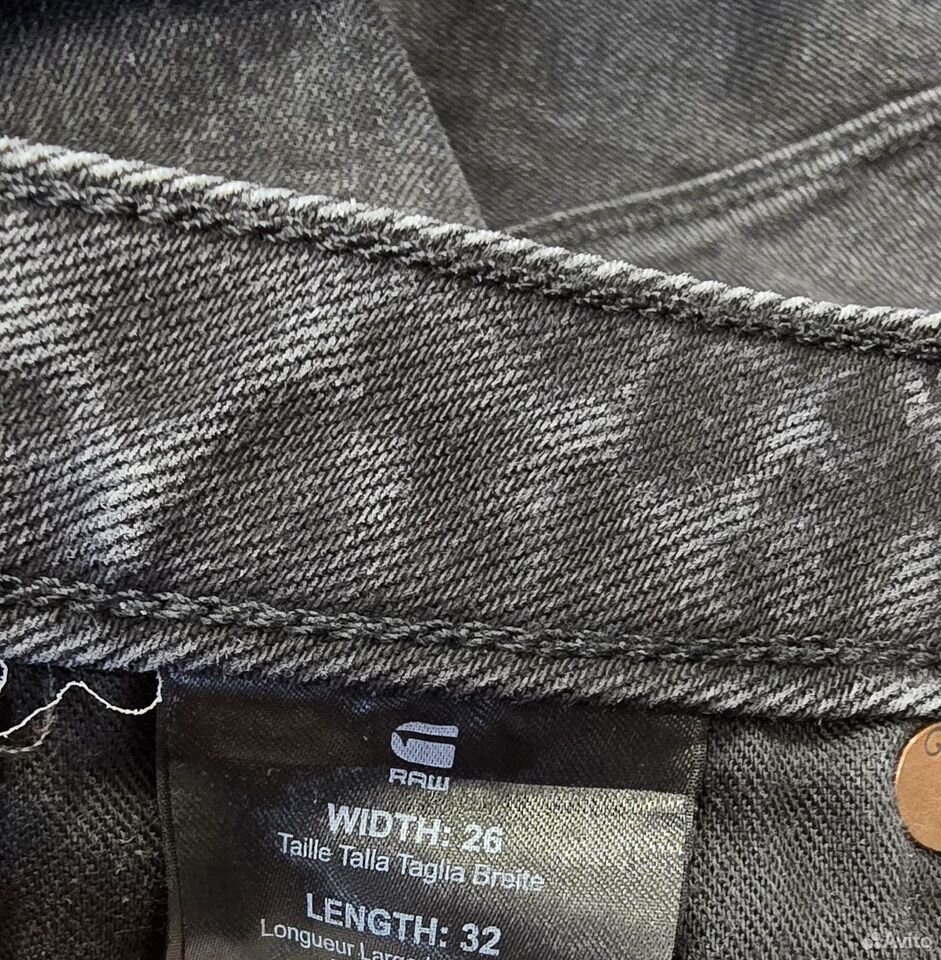 RAW
WIDTH: 26
Taille Talla Taglia Breite
LENGTH: 32
Longueur
Avito